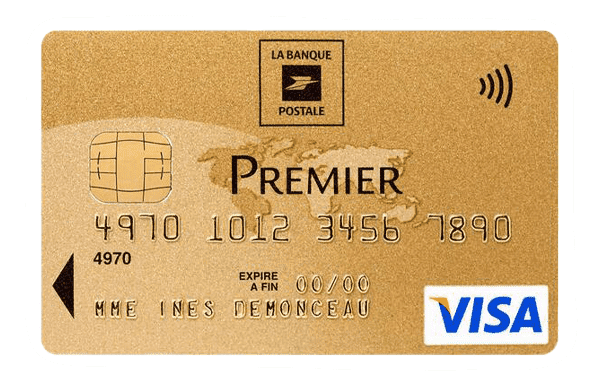 LA BANQUE
POSTALE
PREMIER
4970 1012 3456 7890
4970
EXPIRE
A FIN 00/00
MME INES DEMONCEAU
VISA